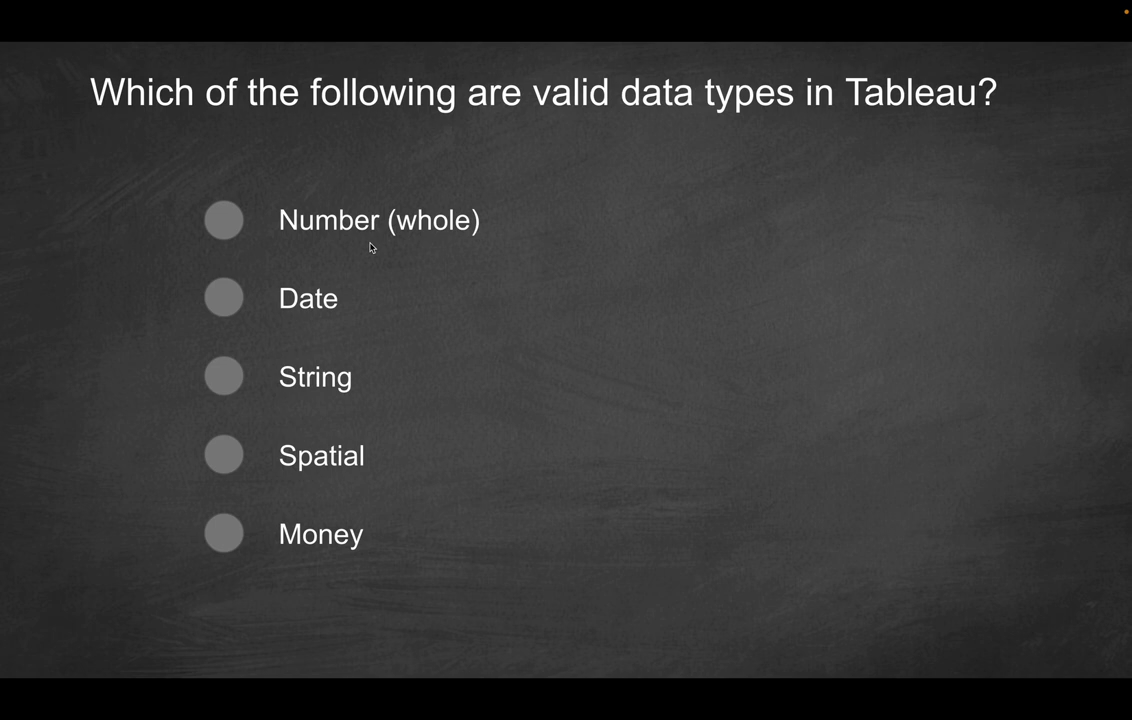 Which of the following are valid data types in Tableau?
Number (whole)
Date
String
Spatial
Money